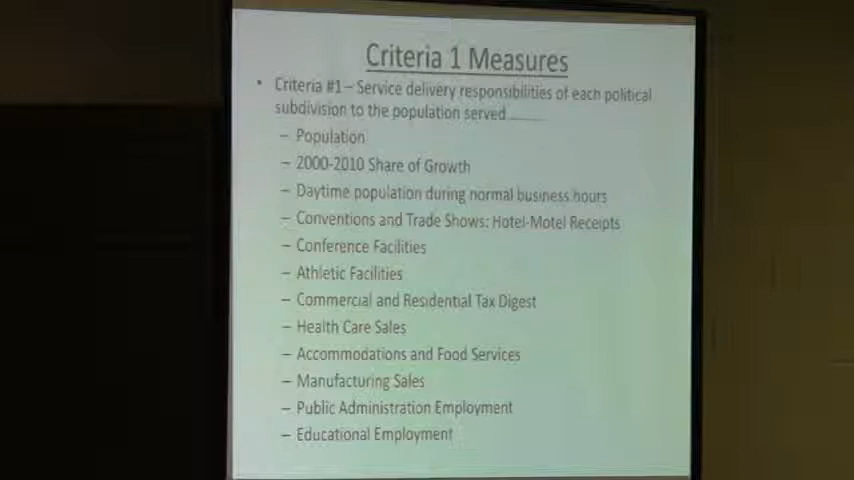 Criteria 1 Measures
• Criteria #1 – Service delivery responsibilities of each political
subdivision to the population served ......
– Population
– 2000-2010 Share of Growth
– Daytime population during normal business hours
– Conventions and Trade Shows: Hotel-Motel Receipts
– Conference Facilities
– Athletic Facilities
– Commercial and Residential Tax Digest
– Health Care Sales
– Accommodations and Food Services
– Manufacturing Sales
– Public Administration Employment
– Educational Employment